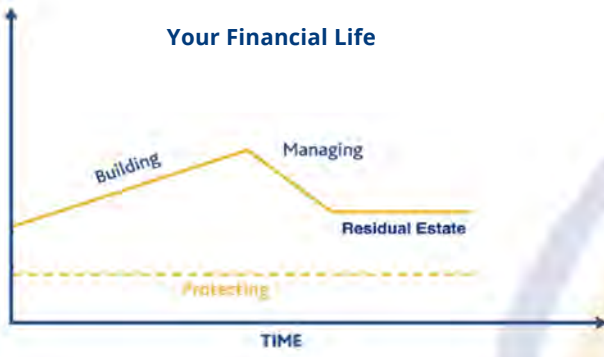 Your Financial Life
Building
Managing
Residual Estate
Protecting
TIME